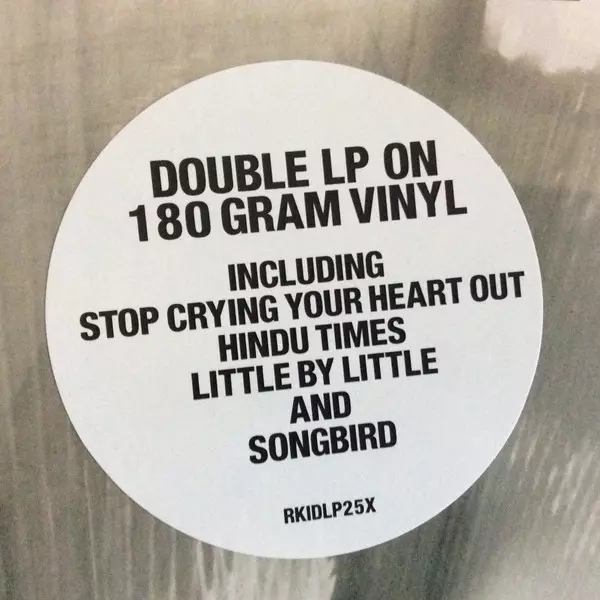 DOUBLE LP ON
180 GRAM VINYL
INCLUDING
STOP CRYING YOUR HEART OUT
HINDU TIMES
LITTLE BY LITTLE
AND
SONGBIRD
RKIDLP25X